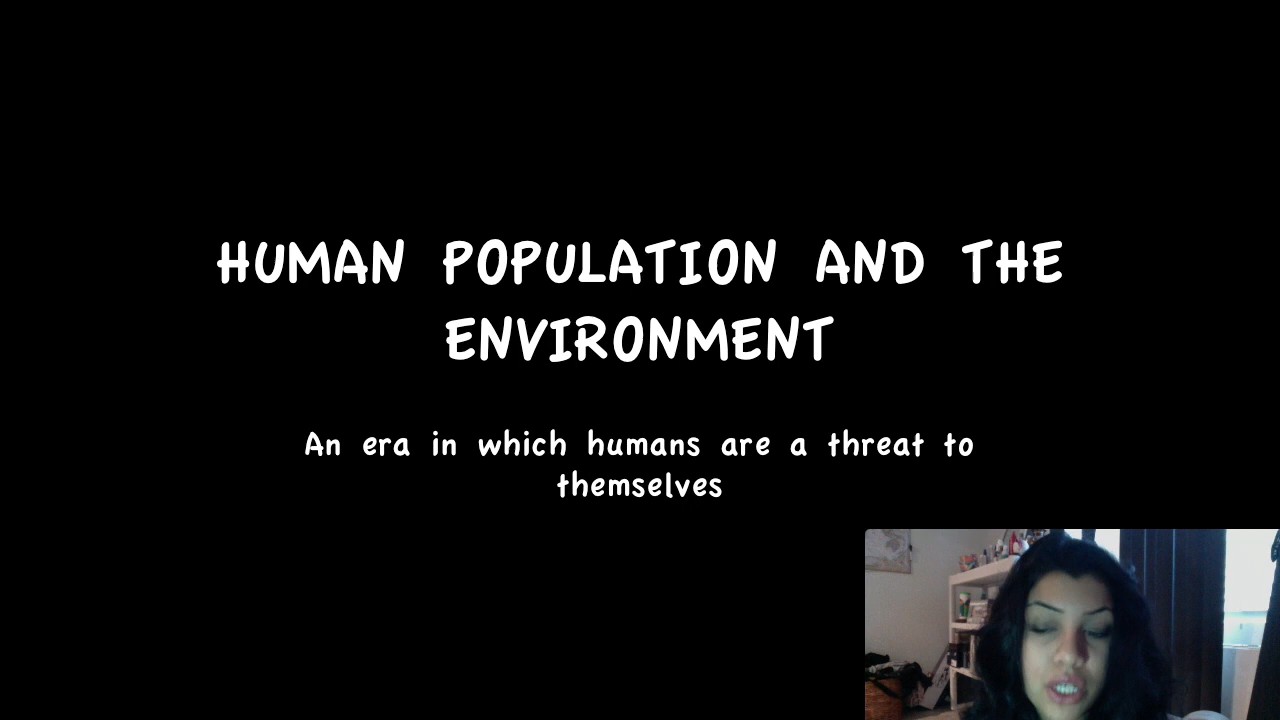 HUMAN POPULATION AND THE
ENVIRONMENT
An era in which humans are a threat to
themselves